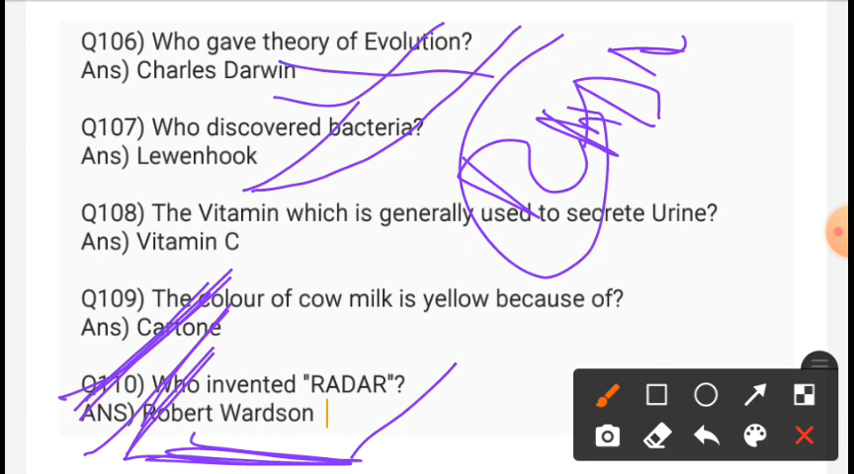 Q106) Who gave theory of Evolution?
Ans) Charles Darwin
Q107) Who discovered bacteria?
Ans) Lewenhook
Q108) The Vitamin which is generally used to secrete Urine?
Ans) Vitamin C
Q109) The colour of cow milk is yellow because of?
Ans) Cartone
Q110) Who invented "RADAR"?
ANS) Robert Wardson